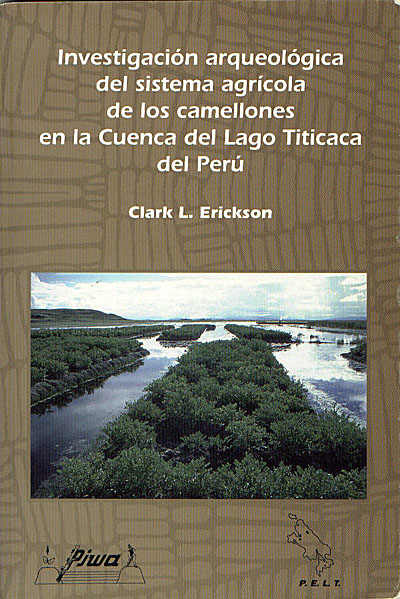 Investigación arqueológica
del sistema agrícola
de los camellones
en la Cuenca del Lago Titicaca
del Perú
Clark L. Erickson
Piwa
P.E.L.T.